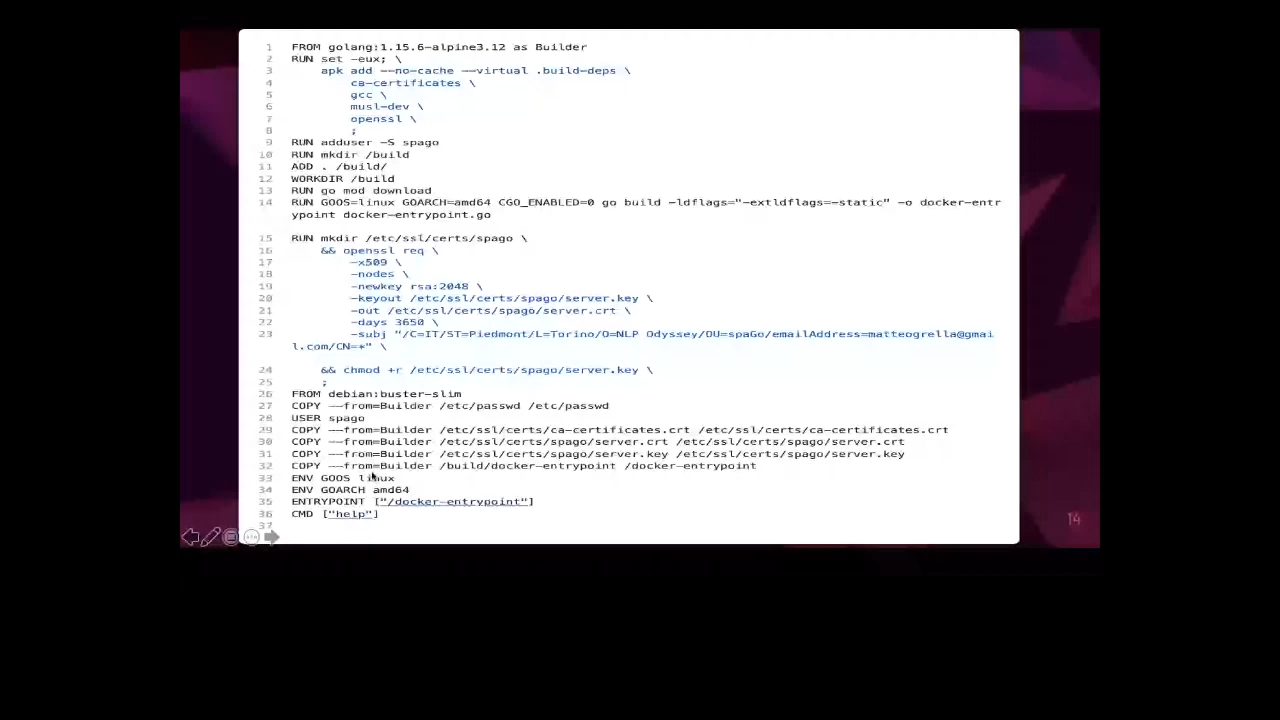 1 FROM golang:1.15.6-alpine3.12 as Builder
2 RUN set -eux; \
3 apk add --no-cache --virtual .build-deps \
4 ca-certificates \
5 gcc \
6 musl-dev \
7 openssl \
8 ;
9 RUN adduser -S spago
10 RUN mkdir /build
11 ADD . /build/
12 WORKDIR /build
13 RUN go mod download
14 RUN GOOS=linux GOARCH=amd64 CGO_ENABLED=0 go build -ldflags="-extldflags=-static" -o docker-entr
ypoint docker-entrypoint.go
15 RUN mkdir /etc/ssl/certs/spago \
16 && openssl req \
17 -x509 \
18 -nodes \
19 -newkey rsa:2048 \
20 -keyout /etc/ssl/certs/spago/server.key \
21 -out /etc/ssl/certs/spago/server.crt \
22 -days 3650 \
23 -subj "/C=IT/ST=Piedmont/L=Torino/O=NLP Odyssey/OU=spaGo/emailAddress=matteogrella@gmai
l.com/CN=*" \
24 && chmod +r /etc/ssl/certs/spago/server.key \
25 ;
26 FROM debian:buster-slim
27 COPY --from=Builder /etc/passwd /etc/passwd
28 USER spago
29 COPY --from=Builder /etc/ssl/certs/ca-certificates.crt /etc/ssl/certs/ca-certificates.crt
30 COPY --from=Builder /etc/ssl/certs/spago/server.crt /etc/ssl/certs/spago/server.crt
31 COPY --from=Builder /etc/ssl/certs/spago/server.key /etc/ssl/certs/spago/server.key
32 COPY --from=Builder /build/docker-entrypoint /docker-entrypoint
33 ENV GOOS linux
34 ENV GOARCH amd64
35 ENTRYPOINT ["/docker-entrypoint"]
36 CMD ["help"]
37
14